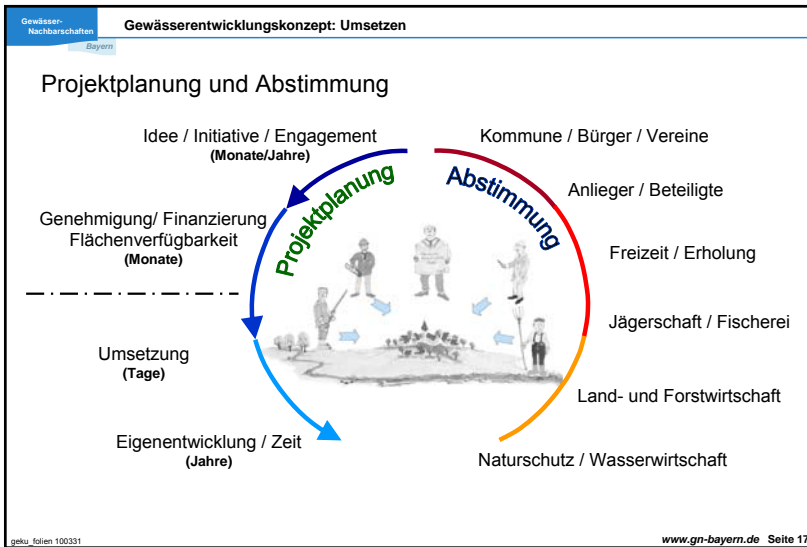 Gewässer-
Nachbarschaften
Bayern
Gewässerentwicklungskonzept: Umsetzen
Projektplanung und Abstimmung
Idee / Initiative / Engagement
(Monate/Jahre)
Genehmigung/ Finanzierung
Flächenverfügbarkeit
(Monate)
Umsetzung
(Tage)
Eigenentwicklung / Zeit
(Jahre)
Projektplanung
Abstimmung
Kommune / Bürger / Vereine
Anlieger / Beteiligte
Freizeit / Erholung
Jägerschaft / Fischerei
Land- und Forstwirtschaft
Naturschutz / Wasserwirtschaft
geku_folien 100331
www.gn-bayern.de Seite 17